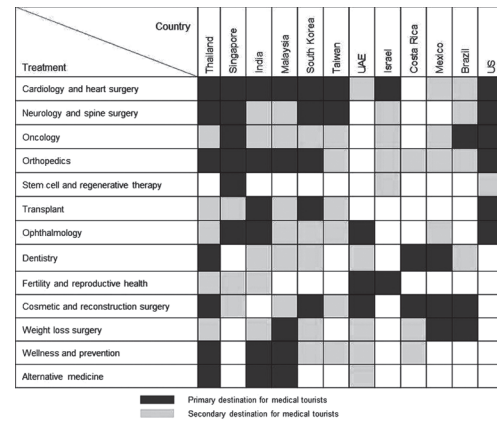 Country
Treatment
Thailand
Singapore
India
Malaysia
South Korea
Taiwan
UAE
Israel
Costa Rica
Mexico
Brazil
US
Cardiology and heart surgery
Neurology and spine surgery
Oncology
Orthopedics
Stem cell and regenerative therapy
Transplant
Ophthalmology
Dentistry
Fertility and reproductive health
Cosmetic and reconstruction surgery
Weight loss surgery
Wellness and prevention
Alternative medicine
Primary destination for medical tourists
Secondary destination for medical tourists